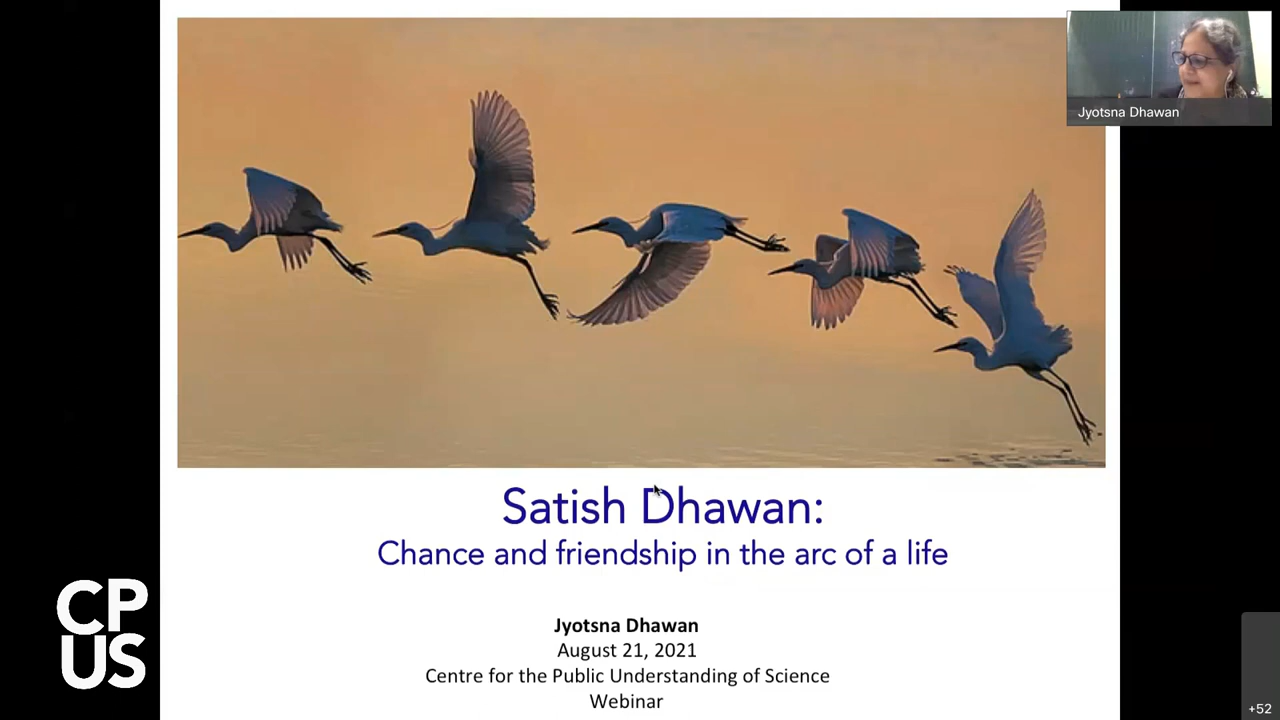 Jyotsna Dhawan
Satish Dhawan:
Chance and friendship in the arc of a life
Jyotsna Dhawan
August 21, 2021
Centre for the Public Understanding of Science
Webinar
CP
US
+52